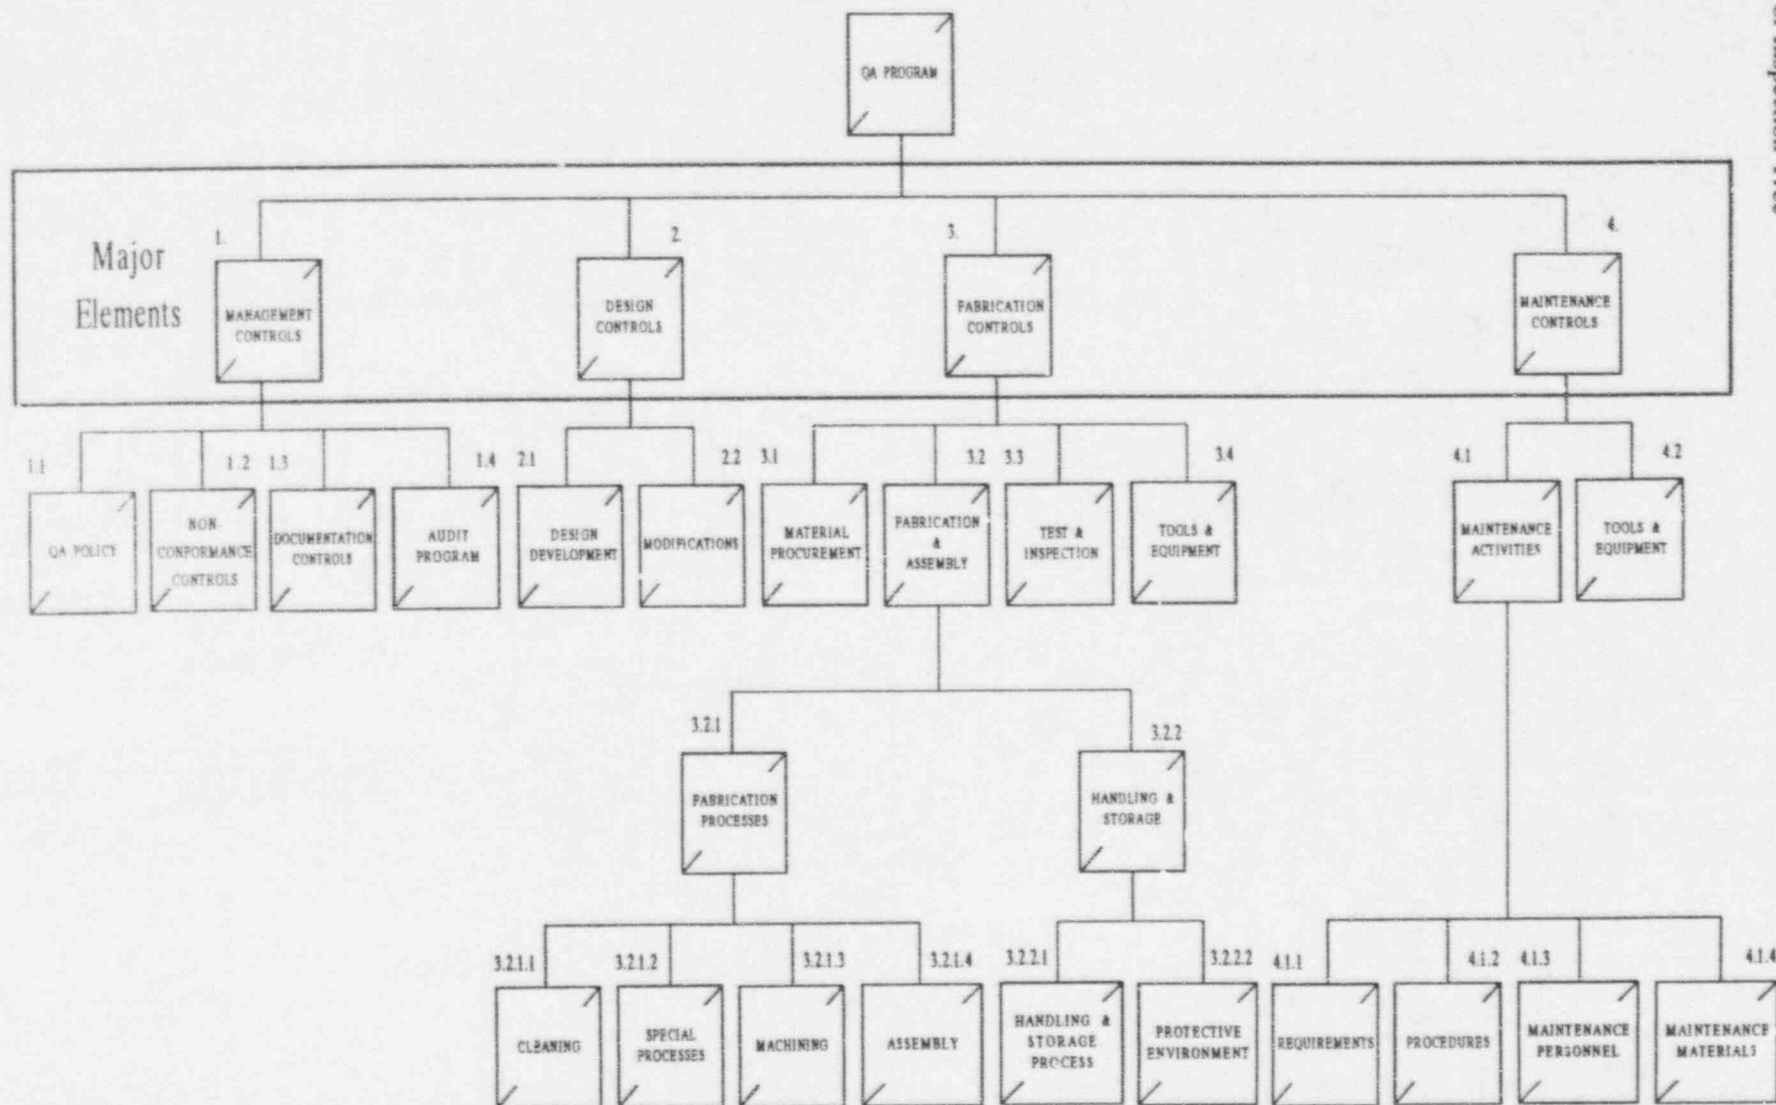 QA PROGRAM
Major
Elements
1.
MANAGEMENT
CONTROLS
2.
DESIGN
CONTROLS
3.
FABRICATION
CONTROLS
4.
MAINTENANCE
CONTROLS
1.1
QA POLICY
1.2
NON-
CONFORMANCE
CONTROLS
1.3
DOCUMENTATION
CONTROLS
1.4
AUDIT
PROGRAM
2.1
DESIGN
DEVELOPMENT
2.2
MODIFICATIONS
3.1
MATERIAL
PROCUREMENT
3.2
FABRICATION
&
ASSEMBLY
3.3
TEST &
INSPECTION
3.4
TOOLS &
EQUIPMENT
4.1
MAINTENANCE
ACTIVITIES
4.2
TOOLS &
EQUIPMENT
3.2.1
FABRICATION
PROCESSES
3.2.2
HANDLING &
STORAGE
3.2.1.1
CLEANING
3.2.1.2
SPECIAL
PROCESSES
3.2.1.3
MACHINING
3.2.1.4
ASSEMBLY
3.2.2.1
HANDLING &
STORAGE
PROCESS
3.2.2.2
PROTECTIVE
ENVIRONMENT
4.1.1
REQUIREMENTS
4.1.2
PROCEDURES
4.1.3
MAINTENANCE
PERSONNEL
4.1.4
MAINTENANCE
MATERIALS